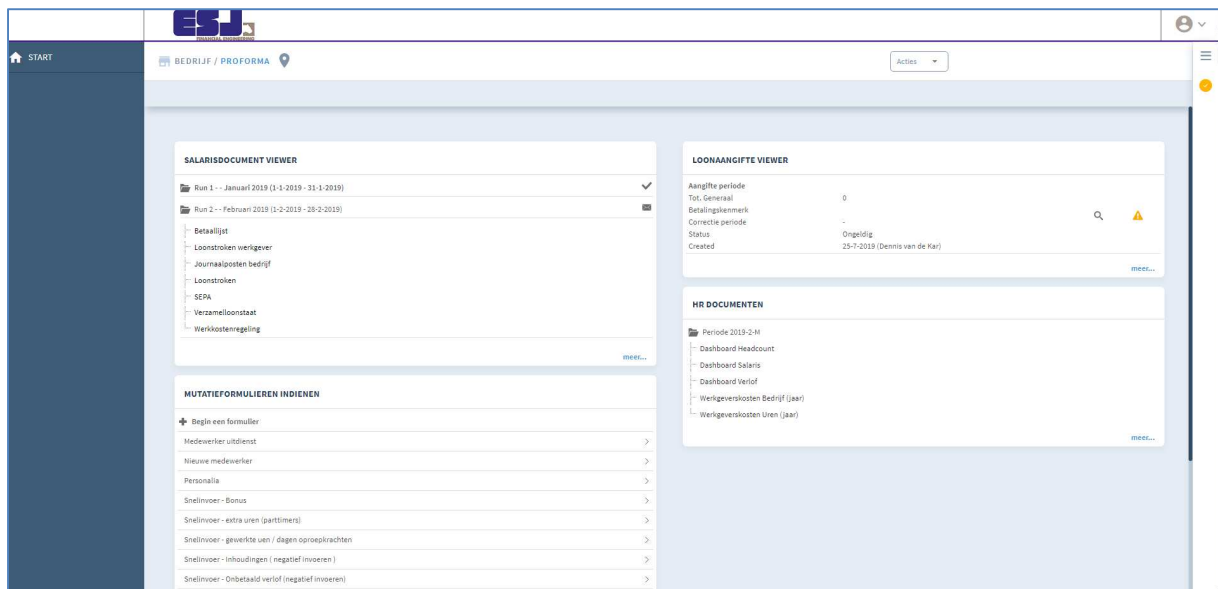 ESJ
FINANCIAL ENGINEERING
START
BEDRIJF / PROFORMA
Acties
SALARISDOCUMENT VIEWER
Run 1 - - Januari 2019 (1-1-2019 - 31-1-2019)
Run 2 - - Februari 2019 (1-2-2019 - 28-2-2019)
Betaallijst
Loonstroken werkgever
Journaalposten bedrijf
Loonstroken
SEPA
Verzamelloonstaat
Werkkostenregeling
meer...
MUTATIEFORMULIEREN INDIENEN
Begin een formulier
Medewerker uitdienst
Nieuwe medewerker
Personalia
Snelinvoer - Bonus
Snelinvoer - extra uren (parttimers)
Snelinvoer - gewerkte uen / dagen oproepkrachten
Snelinvoer - Inhoudingen ( negatief invoeren )
Snelinvoer - Onbetaald verlof (negatief invoeren)
LOONAANGIFTE VIEWER
Aangifte periode
Tot. Generaal 0
Betalingskenmerk
Correctie periode -
Status Ongeldig
Created 25-7-2019 (Dennis van de Kar)
meer...
HR DOCUMENTEN
Periode 2019-2-M
Dashboard Headcount
Dashboard Salaris
Dashboard Verlof
Werkgeverskosten Bedrijf (jaar)
Werkgeverskosten Uren (jaar)
meer...